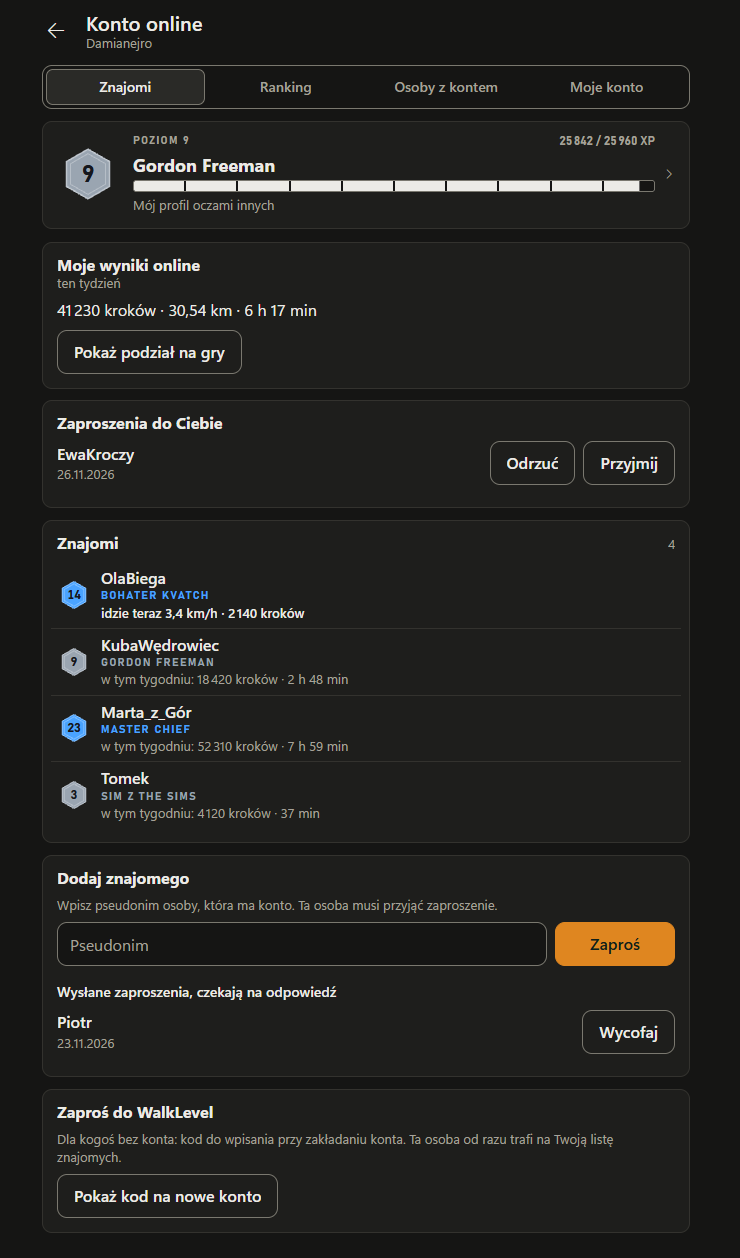 Konto online
Damianejro
Znajomi Ranking Osoby z kontem Moje konto
9
POZIOM 9 25 842 / 25 960 XP
Gordon Freeman
Mój profil oczami innych
Moje wyniki online
ten tydzień
41 230 kroków · 30,54 km · 6 h 17 min
Pokaż podział na gry
Zaproszenia do Ciebie
EwaKroczy
26.11.2026
Odrzuć Przyjmij
Znajomi 4
14
OlaBiega
BOHATER KVATCH
idzie teraz 3,4 km/h · 2140 kroków
9
KubaWędrowiec
GORDON FREEMAN
w tym tygodniu: 18 420 kroków · 2 h 48 min
23
Marta_z_Gór
MASTER CHIEF
w tym tygodniu: 52 310 kroków · 7 h 59 min
3
Tomek
SIM Z THE SIMS
w tym tygodniu: 4120 kroków · 37 min
Dodaj znajomego
Wpisz pseudonim osoby, która ma konto. Ta osoba musi przyjąć zaproszenie.
Pseudonim Zaproś
Wysłane zaproszenia, czekają na odpowiedź
Piotr
23.11.2026
Wycofaj
Zaproś do WalkLevel
Dla kogoś bez konta: kod do wpisania przy zakładaniu konta. Ta osoba od razu trafi na Twoją listę
znajomych.
Pokaż kod na nowe konto